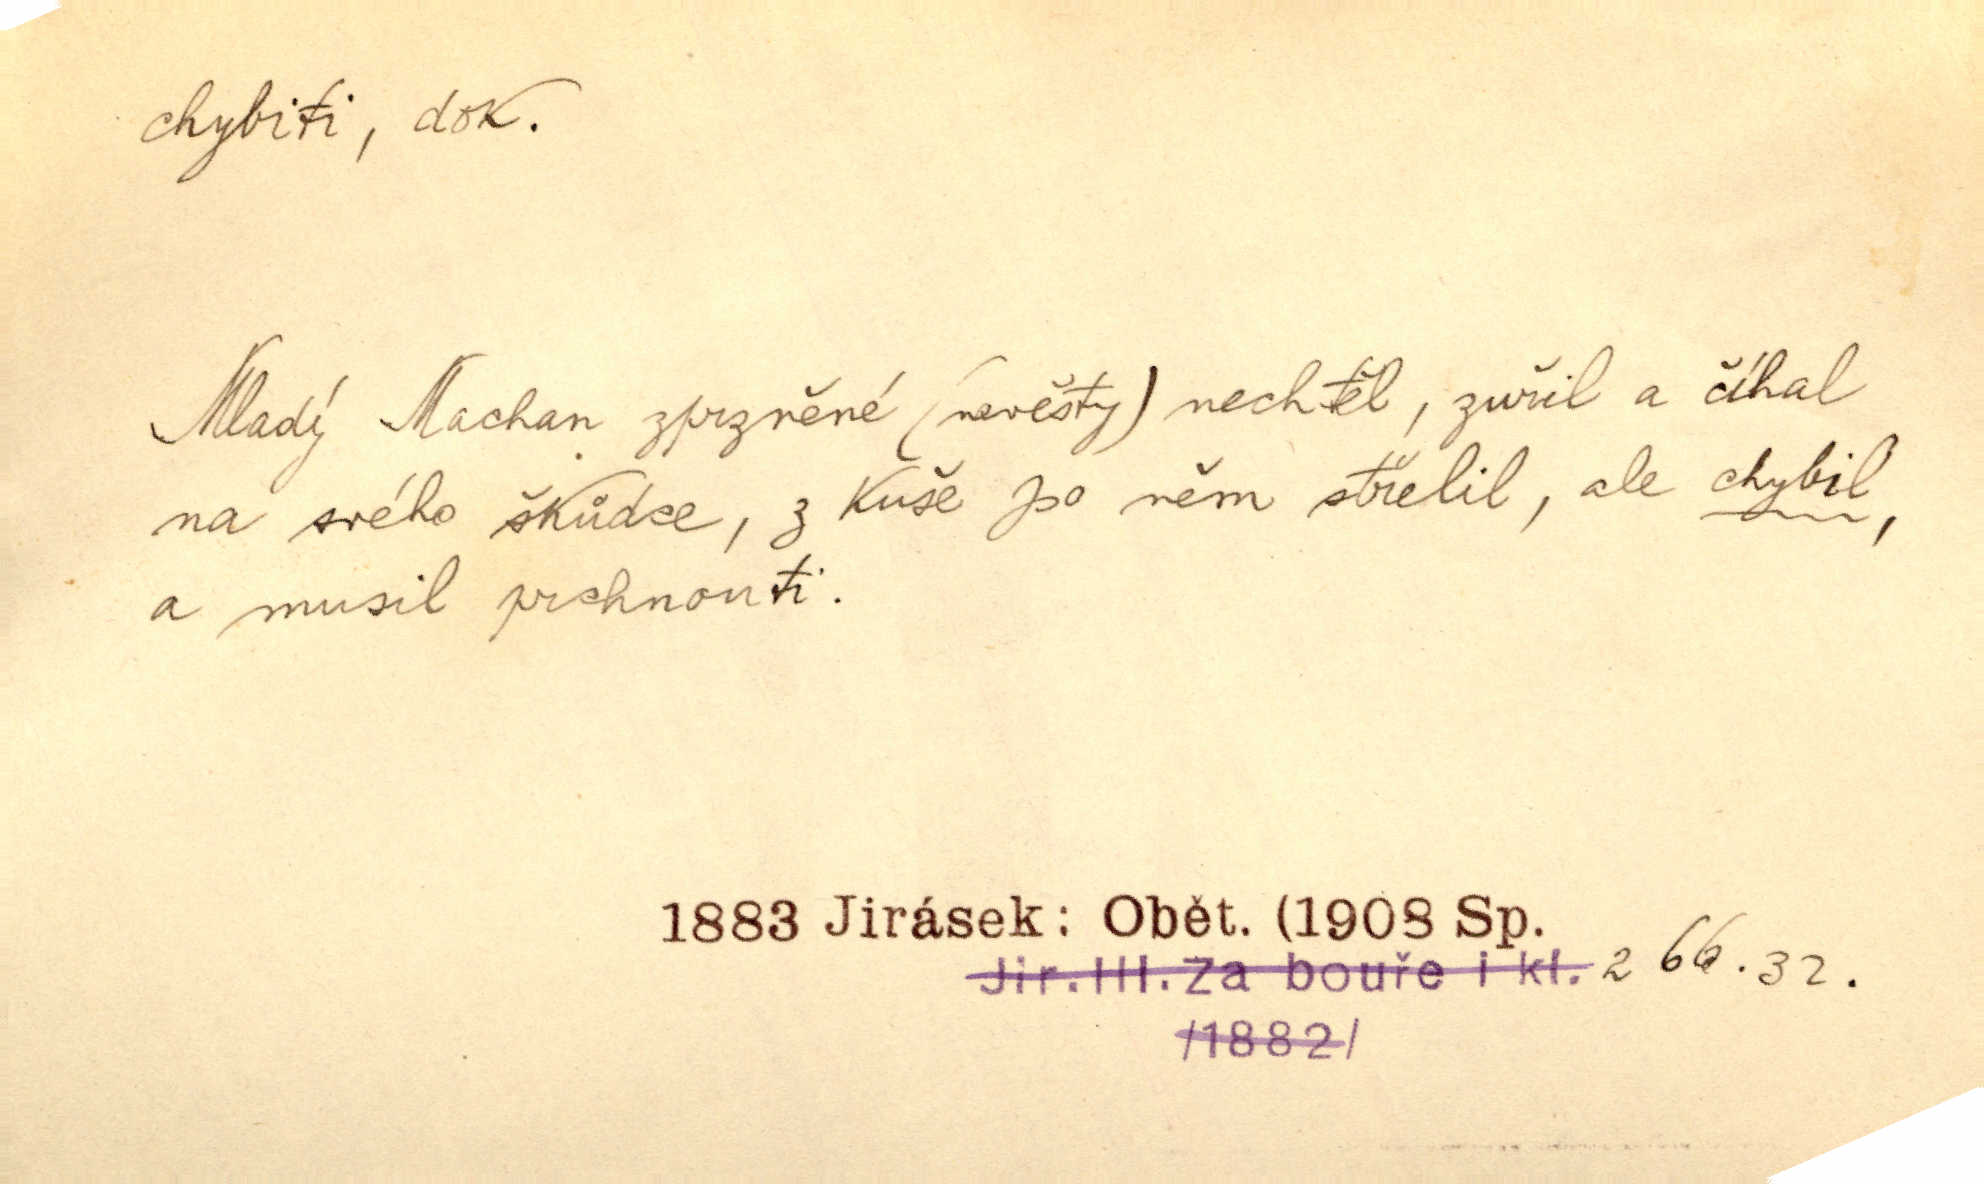 chybiti, dok.
Mladý Machan zprzněné (nevěsty) nechtěl, zuřil a číhal
na svého škůdce, z kuše po něm střelil, ale chybil,
a musil prchnouti.
1883 Jirásek: Obět. (1908 Sp.
Jir.III.Za bouře i kl. 2 66.32.
/1882/